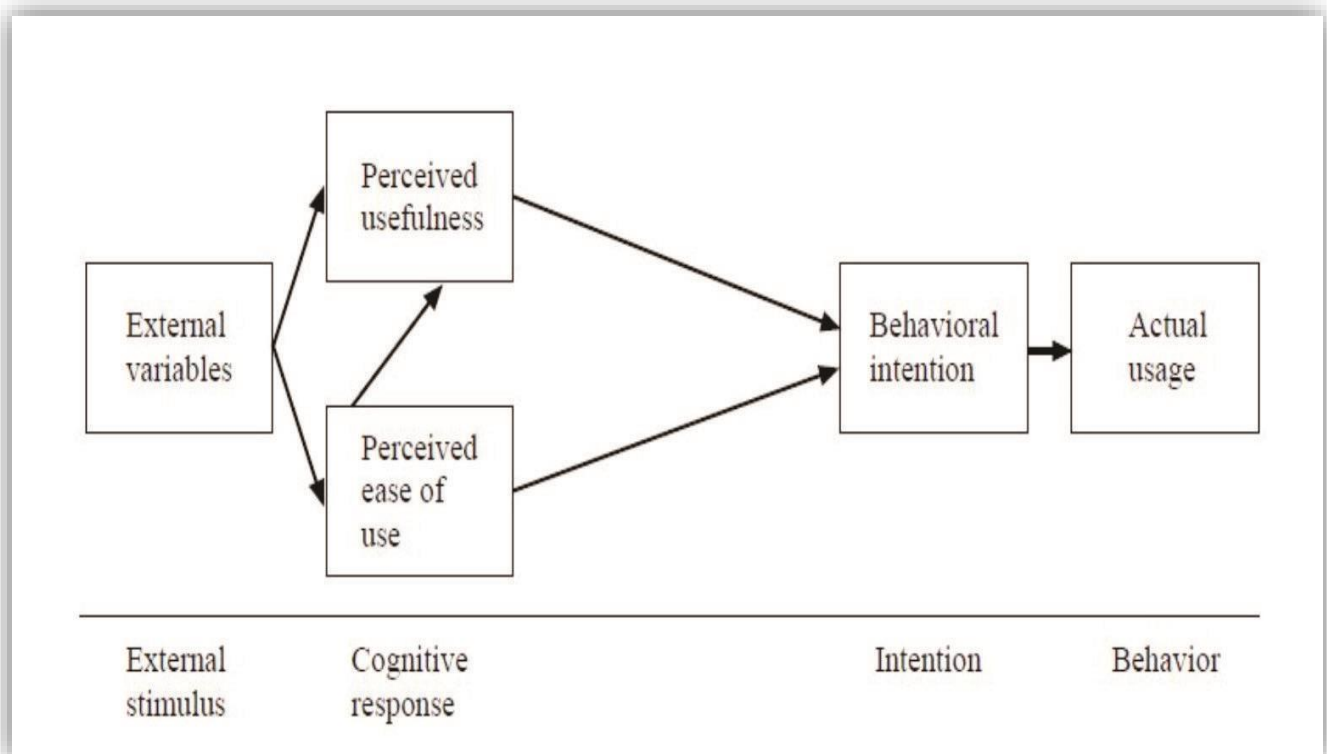 Perceived
usefulness
External
variables
Perceived
ease of
use
Behavioral
intention
Actual
usage
External
stimulus
Cognitive
response
Intention
Behavior